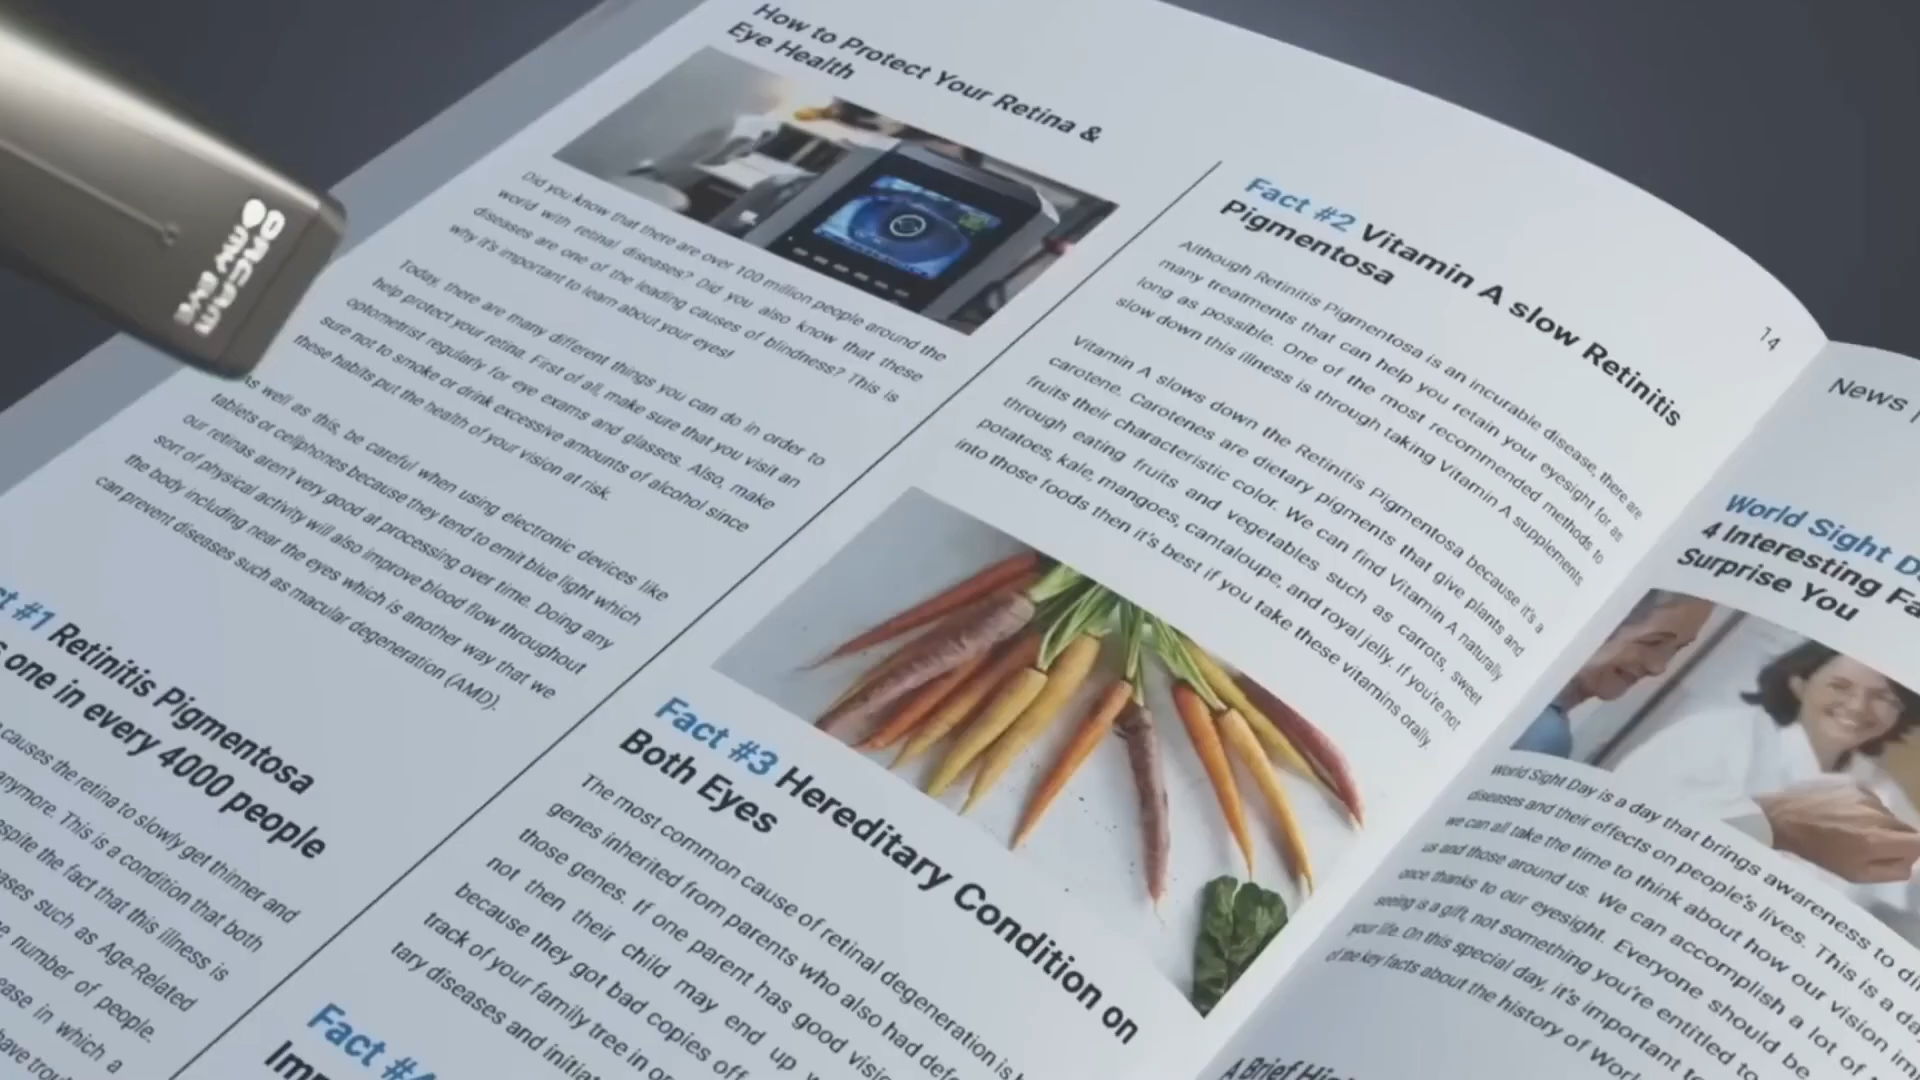 ORCAM
MY EYE
How to Protect Your Retina &
Eye Health
Did you know that there are over 100 million people around the
world with retinal diseases? Did you also know that these
diseases are one of the leading causes of blindness? This is
why it's important to learn about your eyes!
Today, there are many different things you can do in order to
help protect your retina. First of all, make sure that you visit an
optometrist regularly for eye exams and glasses. Also, make
sure not to smoke or drink excessive amounts of alcohol since
these habits put the health of your vision at risk.
As well as this, be careful when using electronic devices like
tablets or cellphones because they tend to emit blue light which
our retinas aren't very good at processing over time. Doing any
sort of physical activity will also improve blood flow throughout
the body including near the eyes which is another way that we
can prevent diseases such as macular degeneration (AMD).
#1 Retinitis Pigmentosa
one in every 4000 people
causes the retina to slowly get thinner and
anymore. This is a condition that both
the fact that this illness is
such as Age-Related
number of people.
in which a
Fact #2 Vitamin A slow Retinitis
Pigmentosa
Although Retinitis Pigmentosa is an incurable disease, there are
many treatments that can help you retain your eyesight for as
long as possible. One of the most recommended methods to
slow down this illness is through taking Vitamin A supplements
Vitamin A slows down the Retinitis Pigmentosa because it's a
carotene. Carotenes are dietary pigments that give plants and
fruits their characteristic color. We can find Vitamin A naturally
through eating fruits and vegetables such as carrots, sweet
potatoes, kale, mangoes, cantaloupe, and royal jelly. If you're not
into those foods then it's best if you take these vitamins orally.
Fact #3 Hereditary Condition on
Both Eyes
The most common cause of retinal degeneration is
genes inherited from parents who also had
those genes. If one parent has good
not then their child may end up
because they got bad copies off
track of your family tree in
tary diseases and
Fact #4
14
News |
World Sight
4 Interesting
Surprise You
World Sight Day is a day that brings awareness to
diseases and their effects on people's lives. This is a
we can all take the time to think about how our vision
us and those around us. We can accomplish a lot of
once thanks to our eyesight. Everyone should be
seeing is a gift, not something you're entitled to
your life. On this special day, it's important
of the key facts about the history of
A Brief